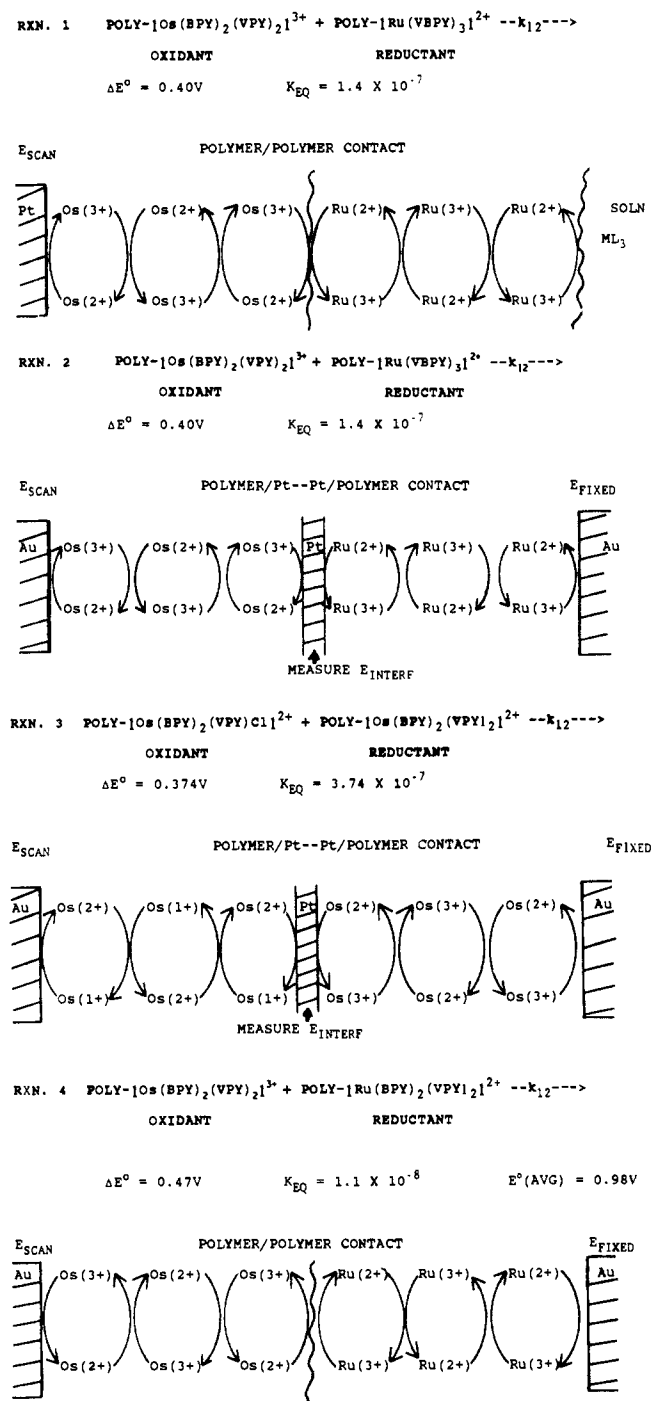 RXN. 1 POLY-[Os(BPY)2(VPY)2]3+ + POLY-[Ru(VBPY)3]2+ --k12--->
OXIDANT REDUCTANT
ΔE° = 0.40V KEQ = 1.4 X 10-7
ESCAN POLYMER/POLYMER CONTACT
Pt Os(3+) Os(2+) Os(3+) Ru(2+) Ru(3+) Ru(2+) SOLN
ML3
Os(2+) Os(3+) Os(2+) Ru(3+) Ru(2+) Ru(3+)
RXN. 2 POLY-[Os(BPY)2(VPY)2]3+ + POLY-[Ru(VBPY)3]2+ --k12--->
OXIDANT REDUCTANT
ΔE° = 0.40V KEQ = 1.4 X 10-7
ESCAN POLYMER/Pt--Pt/POLYMER CONTACT EFIXED
Au Os(3+) Os(2+) Os(3+) Pt Ru(2+) Ru(3+) Ru(2+) Au
Os(2+) Os(3+) Os(2+) Ru(3+) Ru(2+) Ru(3+)
MEASURE EINTERF
RXN. 3 POLY-[Os(BPY)2(VPY)Cl]2+ + POLY-[Os(BPY)2(VPY]2]2+ --k12--->
OXIDANT REDUCTANT
ΔE° = 0.374V KEQ = 3.74 X 10-7
ESCAN POLYMER/Pt--Pt/POLYMER CONTACT EFIXED
Au Os(2+) Os(1+) Os(2+) Pt Os(2+) Os(3+) Os(2+) Au
Os(1+) Os(2+) Os(1+) Os(3+) Os(2+) Os(3+)
MEASURE EINTERF
RXN. 4 POLY-[Os(BPY)2(VPY)2]3+ + POLY-[Ru(BPY)2(VPY]2]2+ --k12--->
OXIDANT REDUCTANT
ΔE° = 0.47V KEQ = 1.1 X 10-8 E°(AVG) = 0.98V
ESCAN POLYMER/POLYMER CONTACT EFIXED
Au Os(3+) Os(2+) Os(3+) Ru(2+) Ru(3+) Ru(2+) Au
Os(2+) Os(3+) Os(2+) Ru(3+) Ru(2+) Ru(3+)